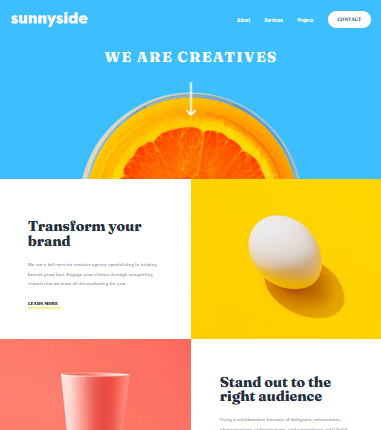 sunnyside
About Services Projects CONTACT
WE ARE CREATIVES
Transform your
brand
We are a full-service creative agency specializing in helping
brands grow fast. Engage your clients through compelling
visuals that do most of the marketing for you.
LEARN MORE
Stand out to the
right audience
Using a collaborative formula of designers, researchers,